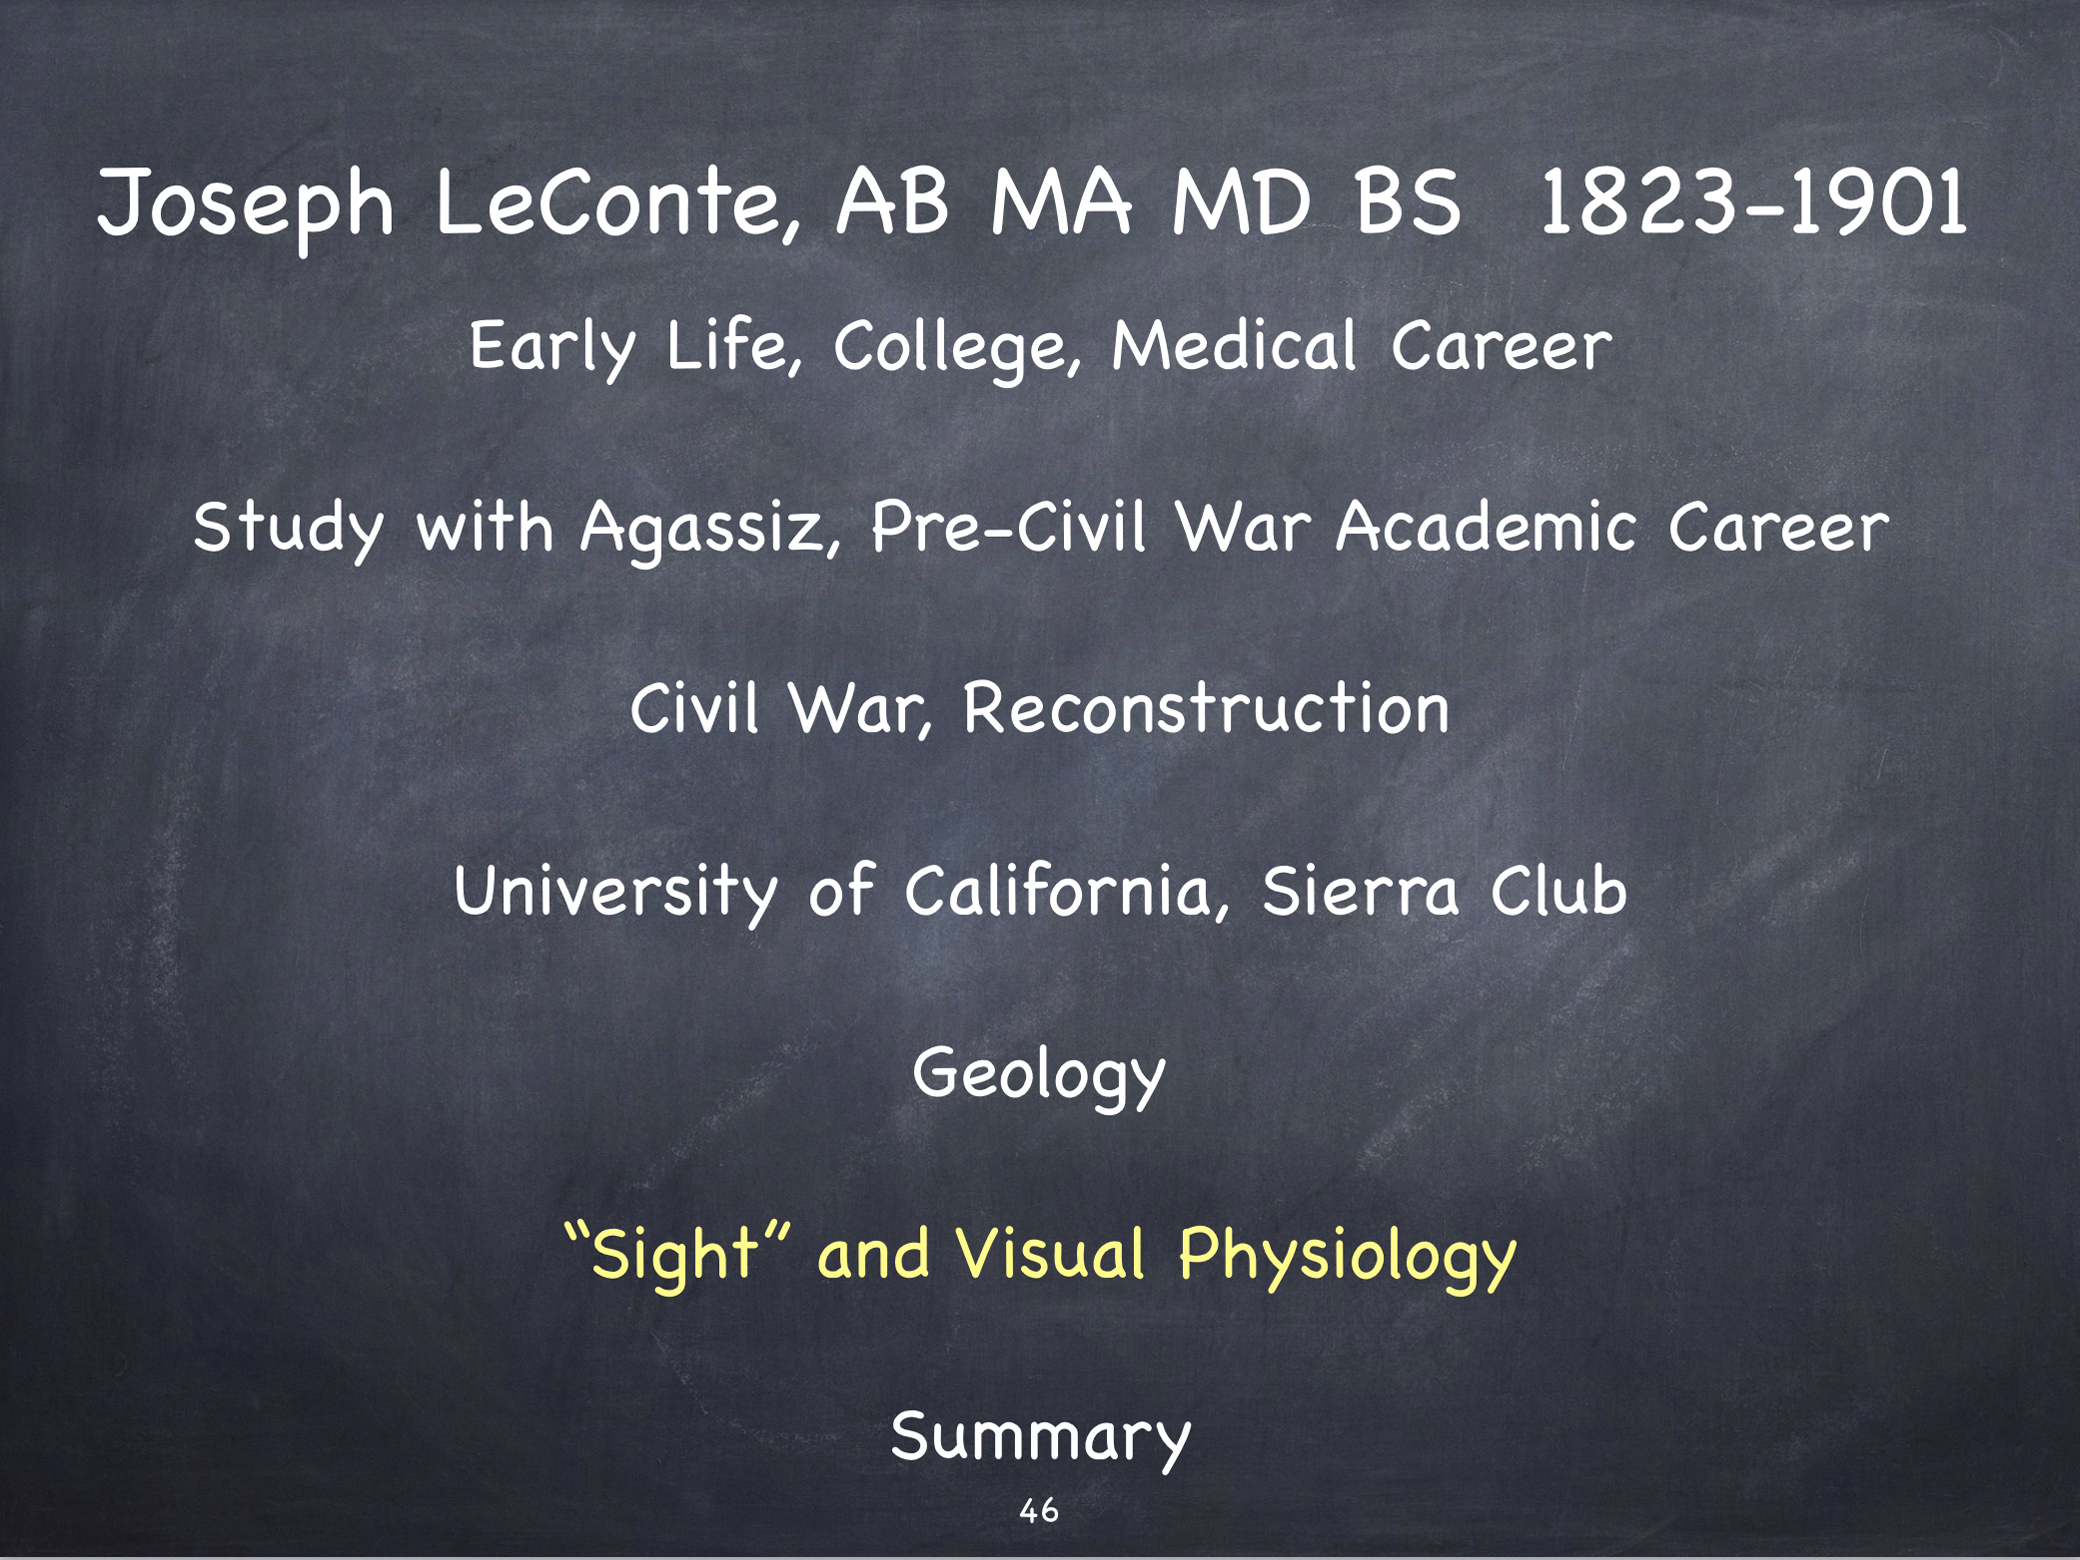 Joseph LeConte, AB MA MD BS 1823-1901
Early Life, College, Medical Career
Study with Agassiz, Pre-Civil War Academic Career
Civil War, Reconstruction
University of California, Sierra Club
Geology
“Sight” and Visual Physiology
Summary
46